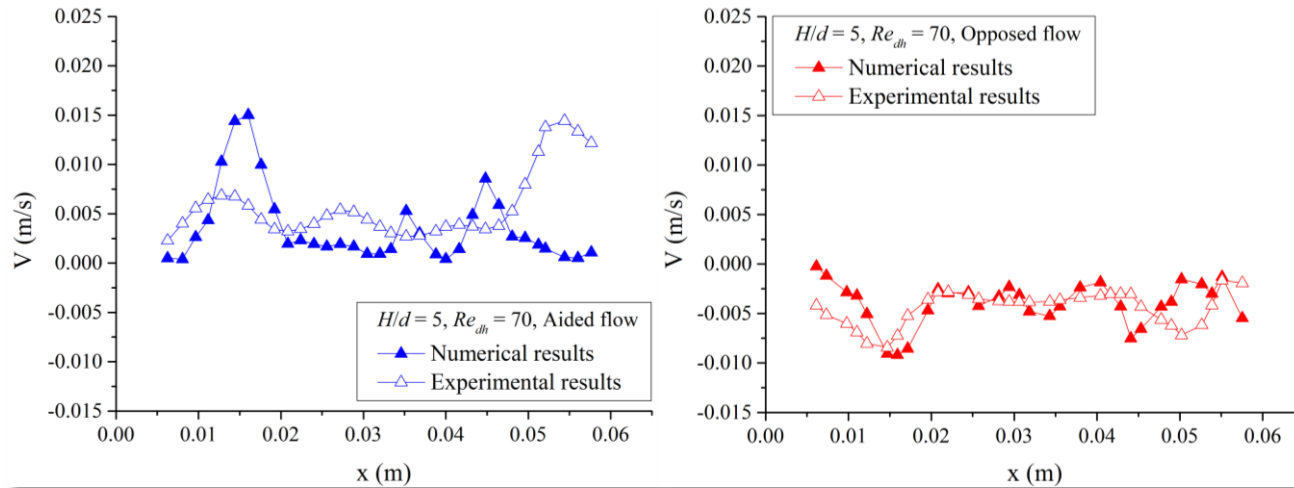 0.025
0.020
0.015
0.010
0.005
0.000
-0.005
-0.010
-0.015
V (m/s)
H/d = 5, Re_dh = 70, Aided flow
Numerical results
Experimental results
0.00 0.01 0.02 0.03 0.04 0.05 0.06
x (m)
0.025
0.020
0.015
0.010
0.005
0.000
-0.005
-0.010
-0.015
V (m/s)
H/d = 5, Re_dh = 70, Opposed flow
Numerical results
Experimental results
0.00 0.01 0.02 0.03 0.04 0.05 0.06
x (m)